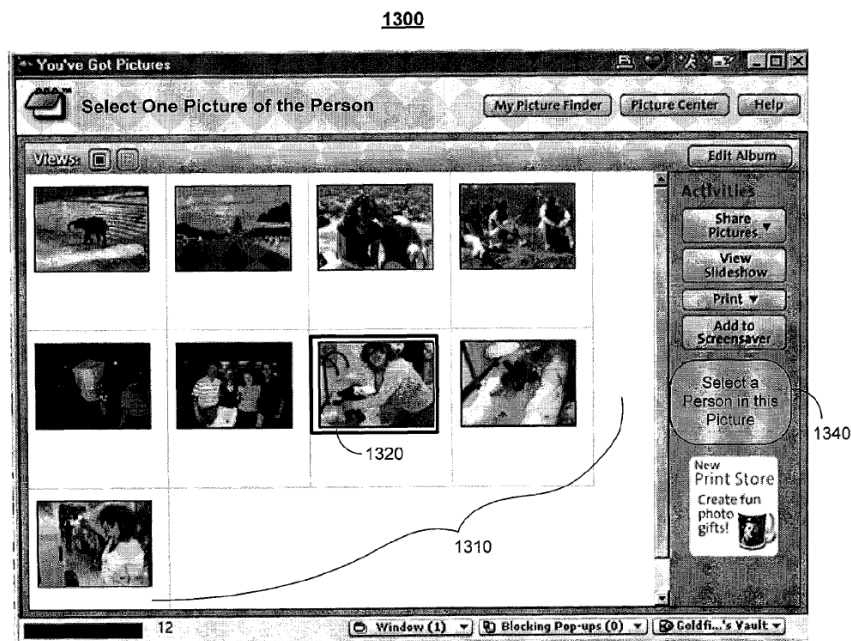 1300
You've Got Pictures
Select One Picture of the Person
My Picture Finder
Picture Center
Help
Views:
Edit Album
Activities
Share
Pictures
View
Slideshow
Print
Add to
Screensaver
Select a
Person in this
Picture
1340
1320
New
Print Store
Create fun
photo
gifts!
1310
12
Window (1)
Blocking Pop-ups (0)
Goldfi...'s Vault